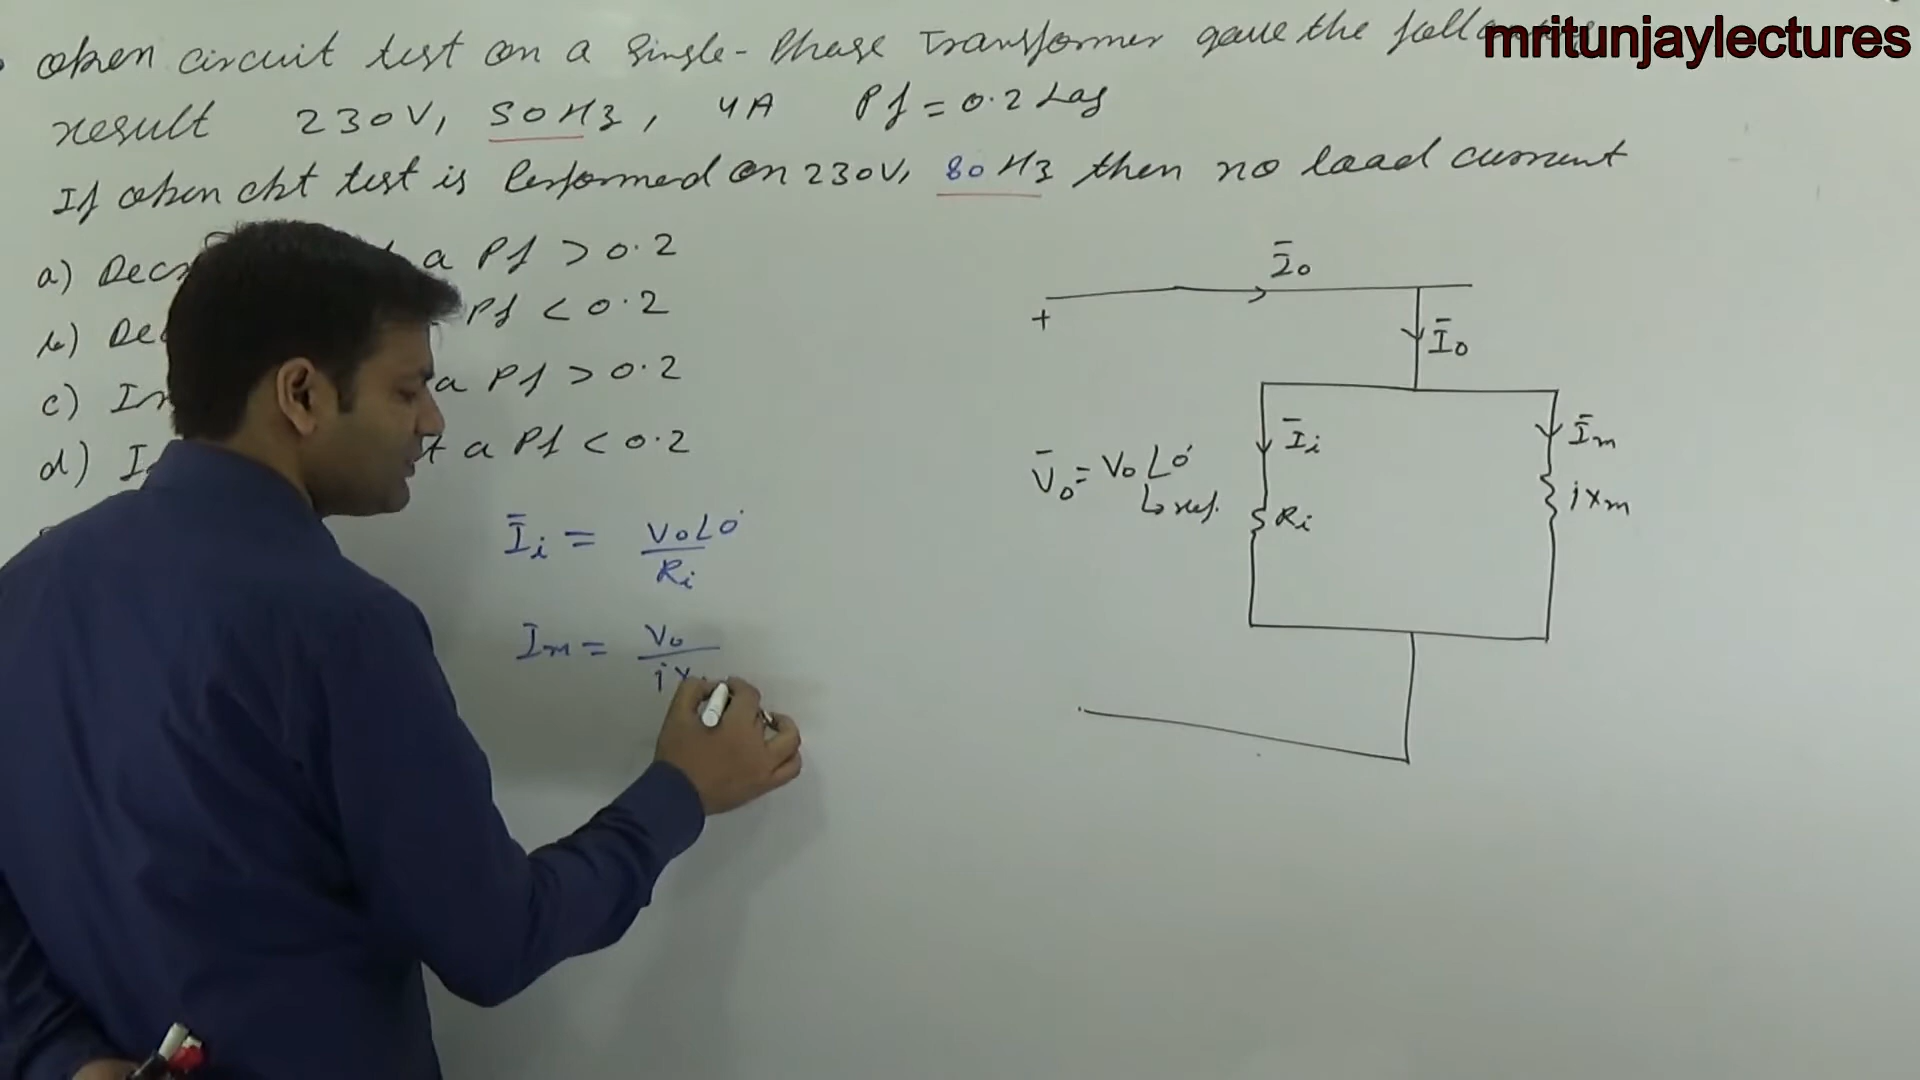 mritunjaylectures
open circuit test on a single-phase Transformer gave the
result 230V, 50Hz, 4A Pf = 0.2 Lag
If open ckt test is Performed on 230V, 80Hz then no load current
a) a Pf > 0.2
b) Pf < 0.2
c) a Pf > 0.2
d) a Pf < 0.2
Īi = V₀∠0° / Ri
Im = V₀ / jX
Ī₀
+
Ī₀
Īi
Īm
V̄₀ = V₀∠0°
↳ ref.
Ri
jXm